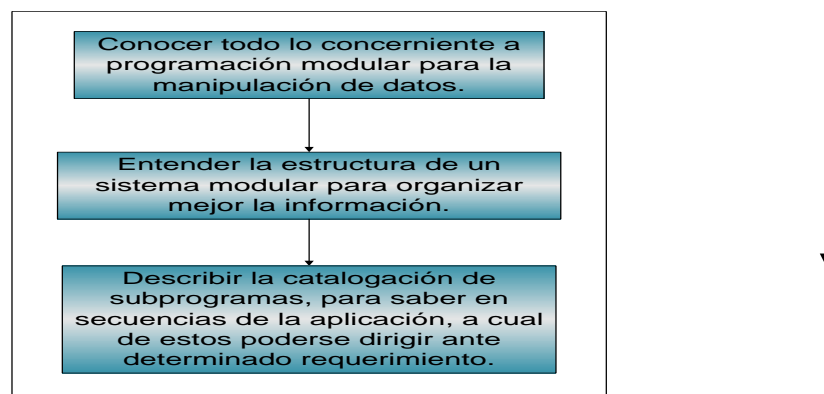 Conocer todo lo concerniente a
programación modular para la
manipulación de datos.
Entender la estructura de un
sistema modular para organizar
mejor la información.
Describir la catalogación de
subprogramas, para saber en
secuencias de la aplicación, a cual
de estos poderse dirigir ante
determinado requerimiento.